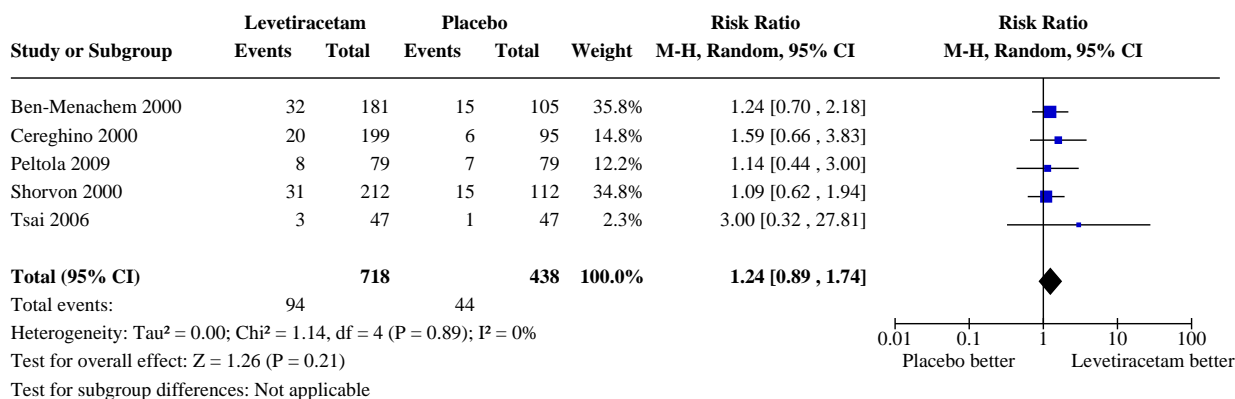 Levetiracetam Placebo Risk Ratio Risk Ratio
Study or Subgroup Events Total Events Total Weight M-H, Random, 95% CI M-H, Random, 95% CI
Ben-Menachem 2000 32 181 15 105 35.8% 1.24 [0.70 , 2.18]
Cereghino 2000 20 199 6 95 14.8% 1.59 [0.66 , 3.83]
Peltola 2009 8 79 7 79 12.2% 1.14 [0.44 , 3.00]
Shorvon 2000 31 212 15 112 34.8% 1.09 [0.62 , 1.94]
Tsai 2006 3 47 1 47 2.3% 3.00 [0.32 , 27.81]
Total (95% CI) 718 438 100.0% 1.24 [0.89 , 1.74]
Total events: 94 44
Heterogeneity: Tau² = 0.00; Chi² = 1.14, df = 4 (P = 0.89); I² = 0%
0.01 0.1 1 10 100
Test for overall effect: Z = 1.26 (P = 0.21) Placebo better Levetiracetam better
Test for subgroup differences: Not applicable